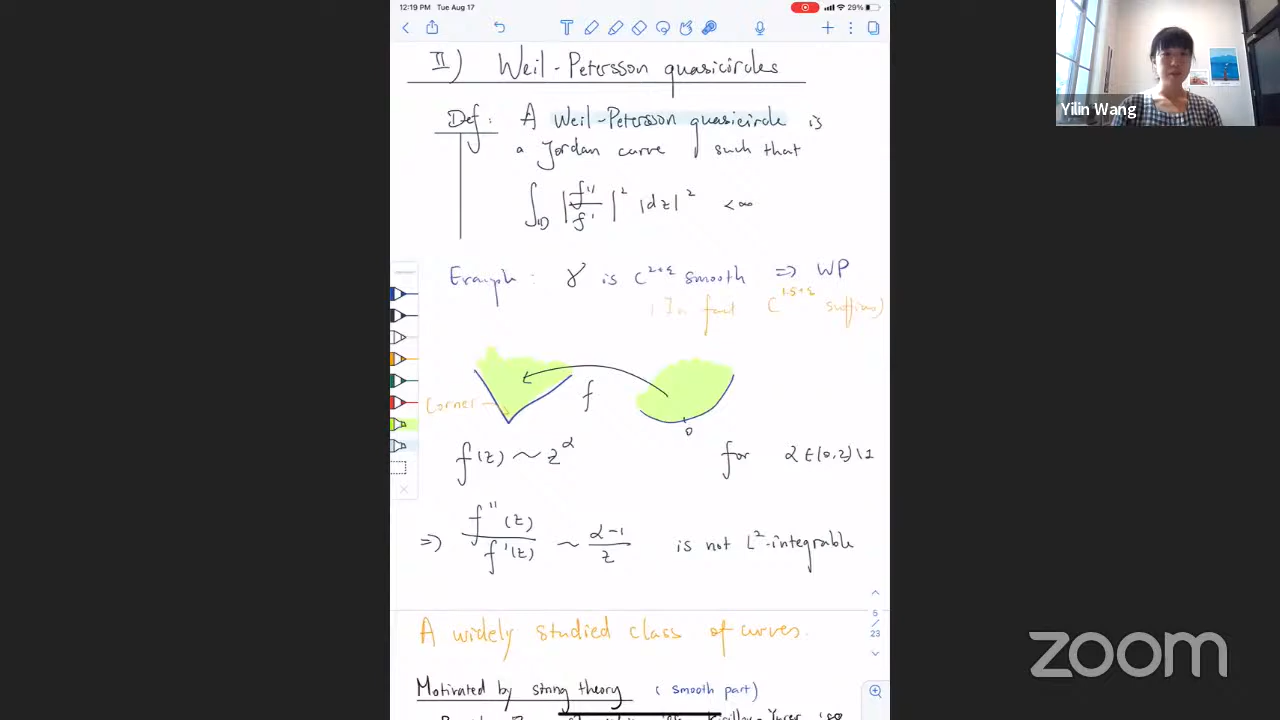 12:19 PM Tue Aug 17
29%
II) Weil-Petersson quasicircles
Def: A Weil-Petersson quasicircle is
a Jordan curve such that
∫_D |f''/f'|² |dz|² < ∞
Example: γ is C^{2+ε} smooth ⇒ WP
(In fact C^{1.5+ε} suffices)
Corner
f
0
f(z) ~ z^α for α ∈ (0,2)\1
⇒ f''(z)/f'(z) ~ (α-1)/z is not L²-integrable
5
/
23
A widely studied class of curves.
Motivated by string theory (smooth part)
Yilin Wang
zoom